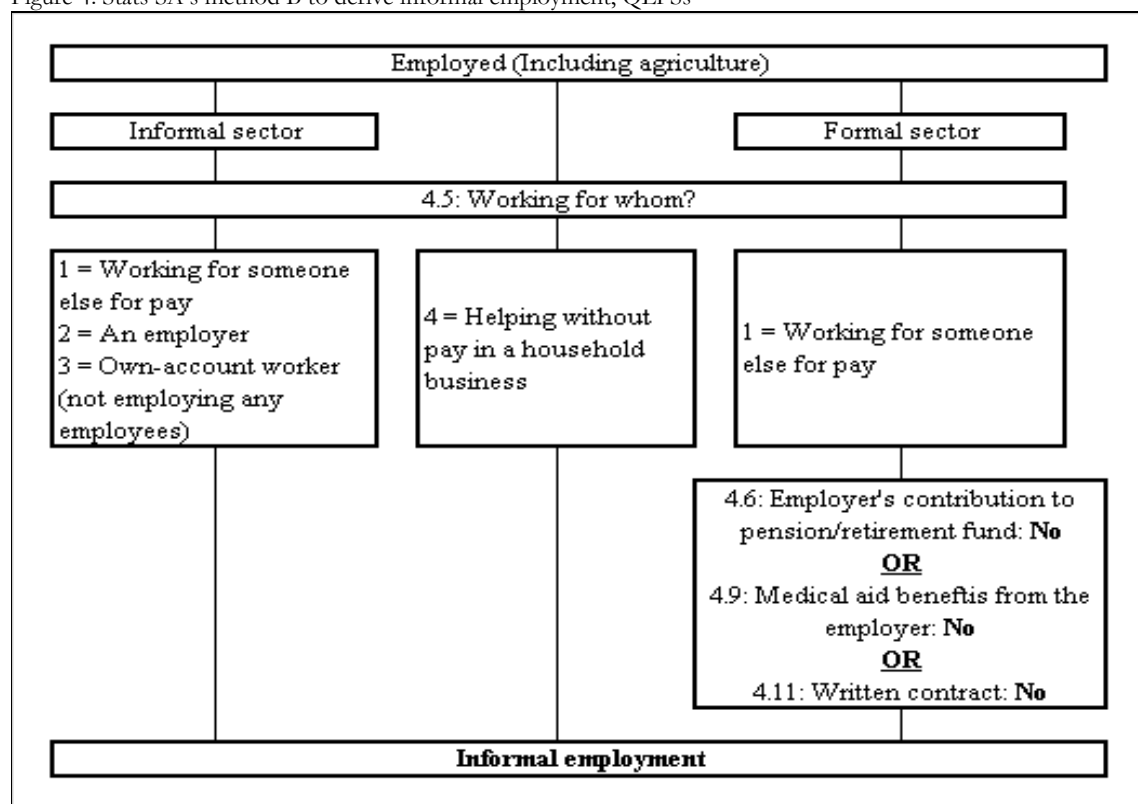 Figure 4: Stats SA's method B to derive informal employment, QLFSs
Employed (Including agriculture)
Informal sector
Formal sector
4.5: Working for whom?
1 = Working for someone
else for pay
2 = An employer
3 = Own-account worker
(not employing any
employees)
4 = Helping without
pay in a household
business
1 = Working for someone
else for pay
4.6: Employer's contribution to
pension/retirement fund: No
OR
4.9: Medical aid beneftis from the
employer: No
OR
4.11: Written contract: No
Informal employment